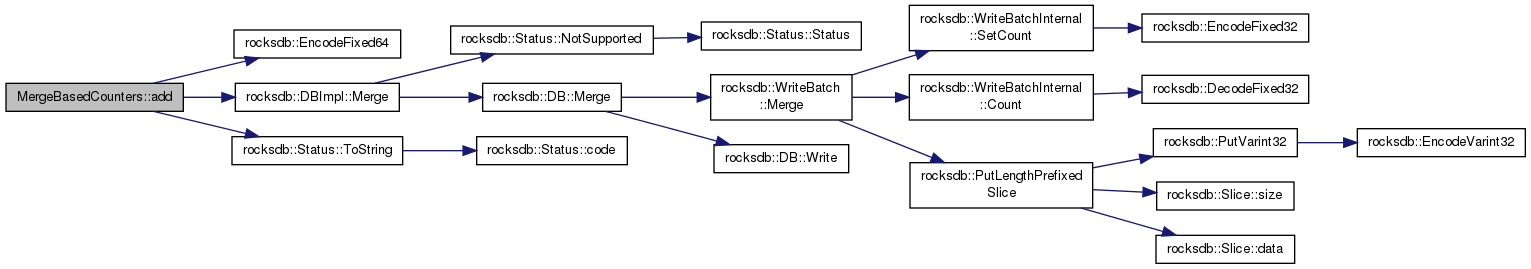 MergeBasedCounters::add
rocksdb::EncodeFixed64
rocksdb::DBImpl::Merge
rocksdb::Status::ToString
rocksdb::Status::NotSupported
rocksdb::DB::Merge
rocksdb::Status::code
rocksdb::Status::Status
rocksdb::WriteBatch
::Merge
rocksdb::DB::Write
rocksdb::WriteBatchInternal
::SetCount
rocksdb::WriteBatchInternal
::Count
rocksdb::PutLengthPrefixed
Slice
rocksdb::EncodeFixed32
rocksdb::DecodeFixed32
rocksdb::PutVarint32
rocksdb::Slice::size
rocksdb::Slice::data
rocksdb::EncodeVarint32